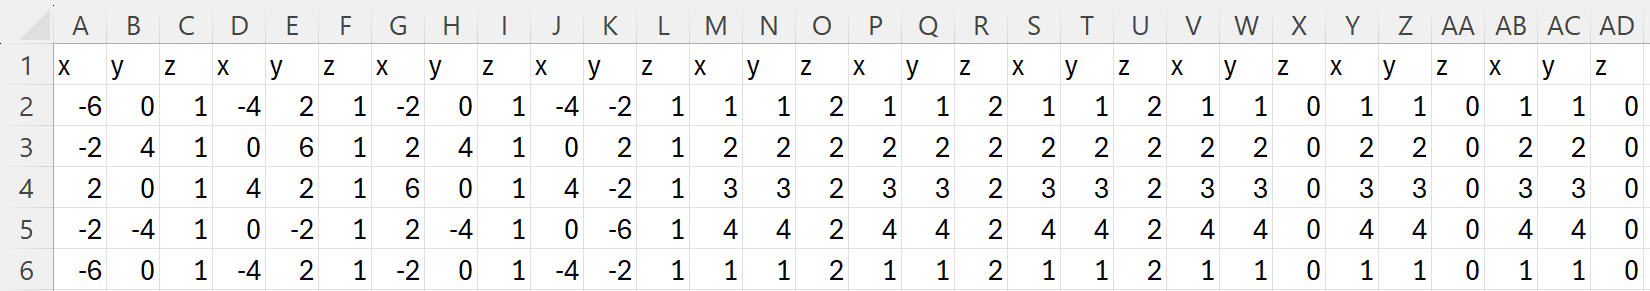 A B C D E F G H I J K L M N O P Q R S T U V W X Y Z AA AB AC AD
1 x y z x y z x y z x y z x y z x y z x y z x y z x y z x y z
2 -6 0 1 -4 2 1 -2 0 1 -4 -2 1 1 1 2 1 1 2 1 1 2 1 1 0 1 1 0 1 1 0
3 -2 4 1 0 6 1 2 4 1 0 2 1 2 2 2 2 2 2 2 2 2 2 2 0 2 2 0 2 2 0
4 2 0 1 4 2 1 6 0 1 4 -2 1 3 3 2 3 3 2 3 3 2 3 3 0 3 3 0 3 3 0
5 -2 -4 1 0 -2 1 2 -4 1 0 -6 1 4 4 2 4 4 2 4 4 2 4 4 0 4 4 0 4 4 0
6 -6 0 1 -4 2 1 -2 0 1 -4 -2 1 1 1 2 1 1 2 1 1 2 1 1 0 1 1 0 1 1 0